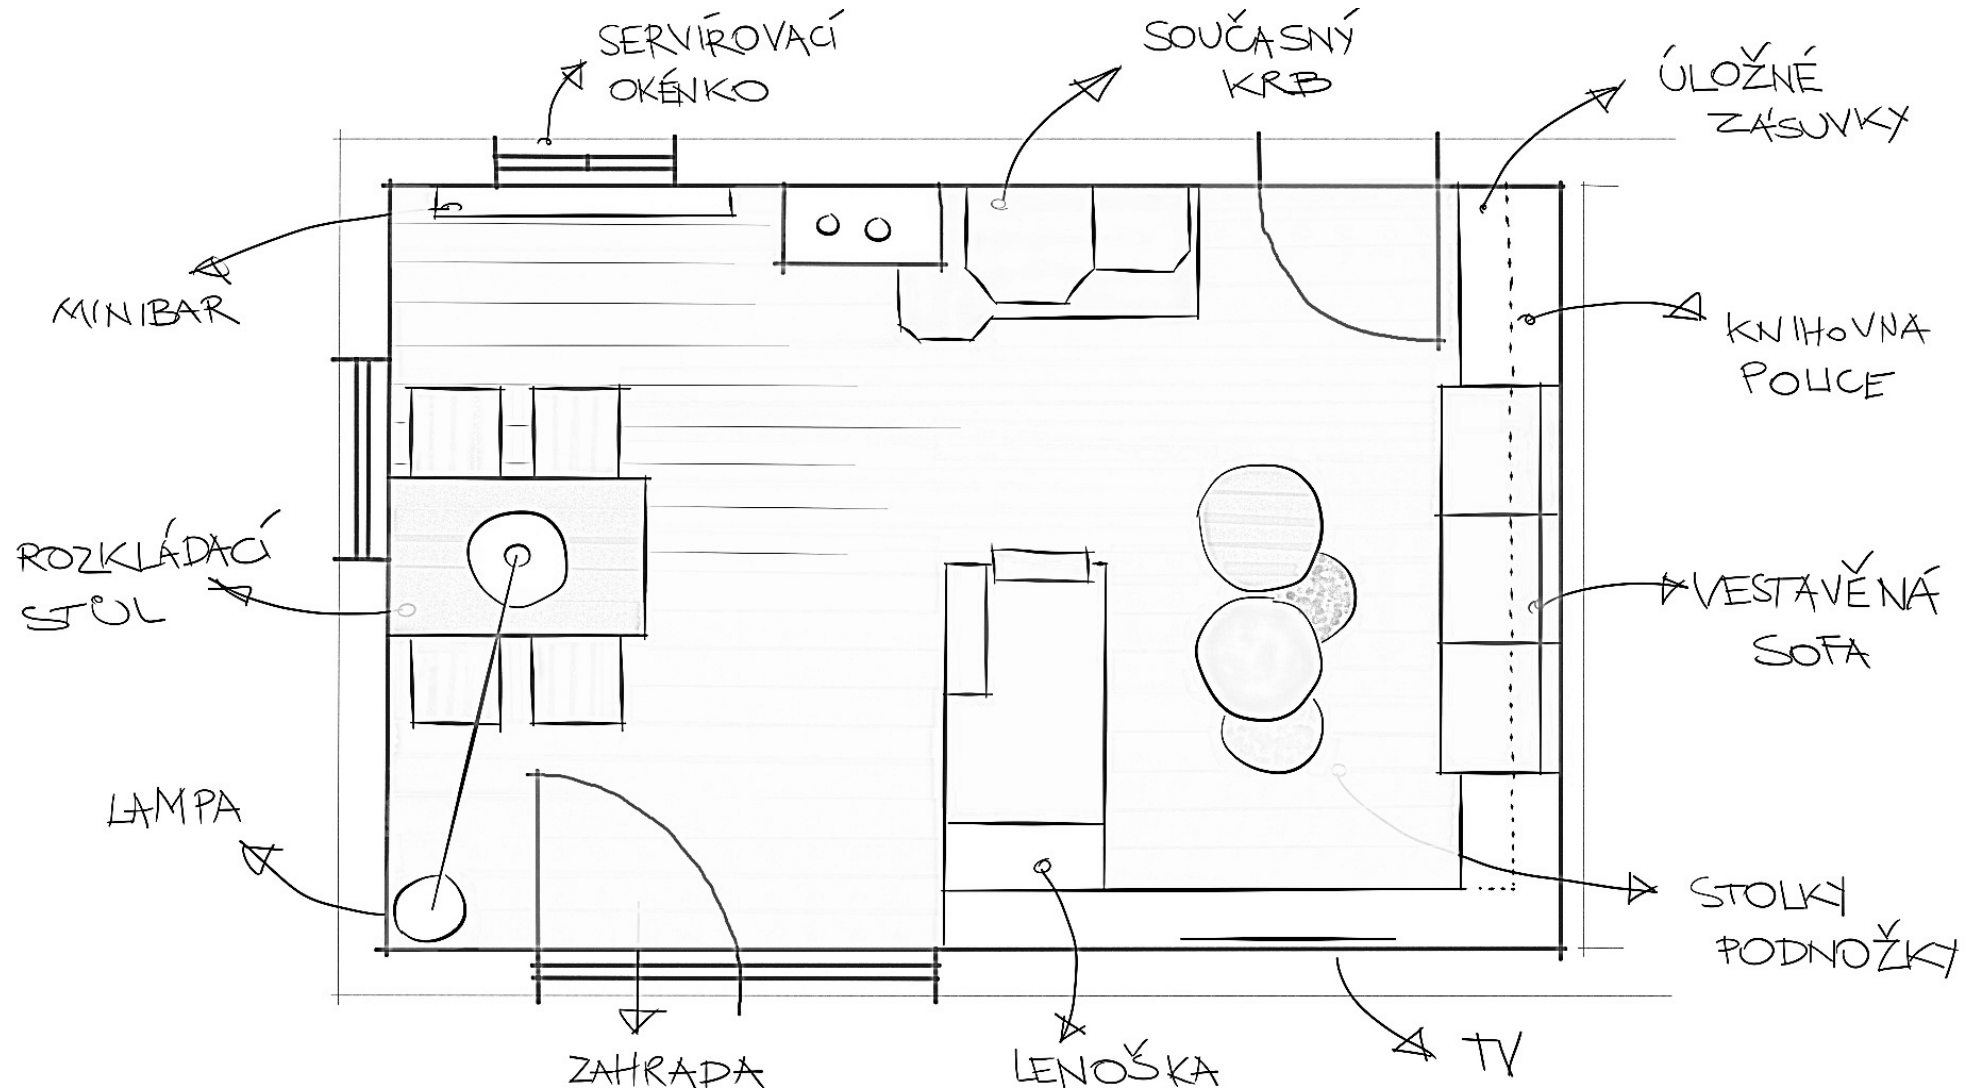 SERVÍROVACÍ
OKÉNKO
SOUČASNÝ
KRB
ÚLOŽNÉ
ZÁSUVKY
MINIBAR
KNIHOVNA
POLICE
ROZKLÁDACÍ
STŮL
VESTAVĚNÁ
SOFA
LAMPA
STOLKY
PODNOŽKY
ZAHRADA
LENOŠKA
TV